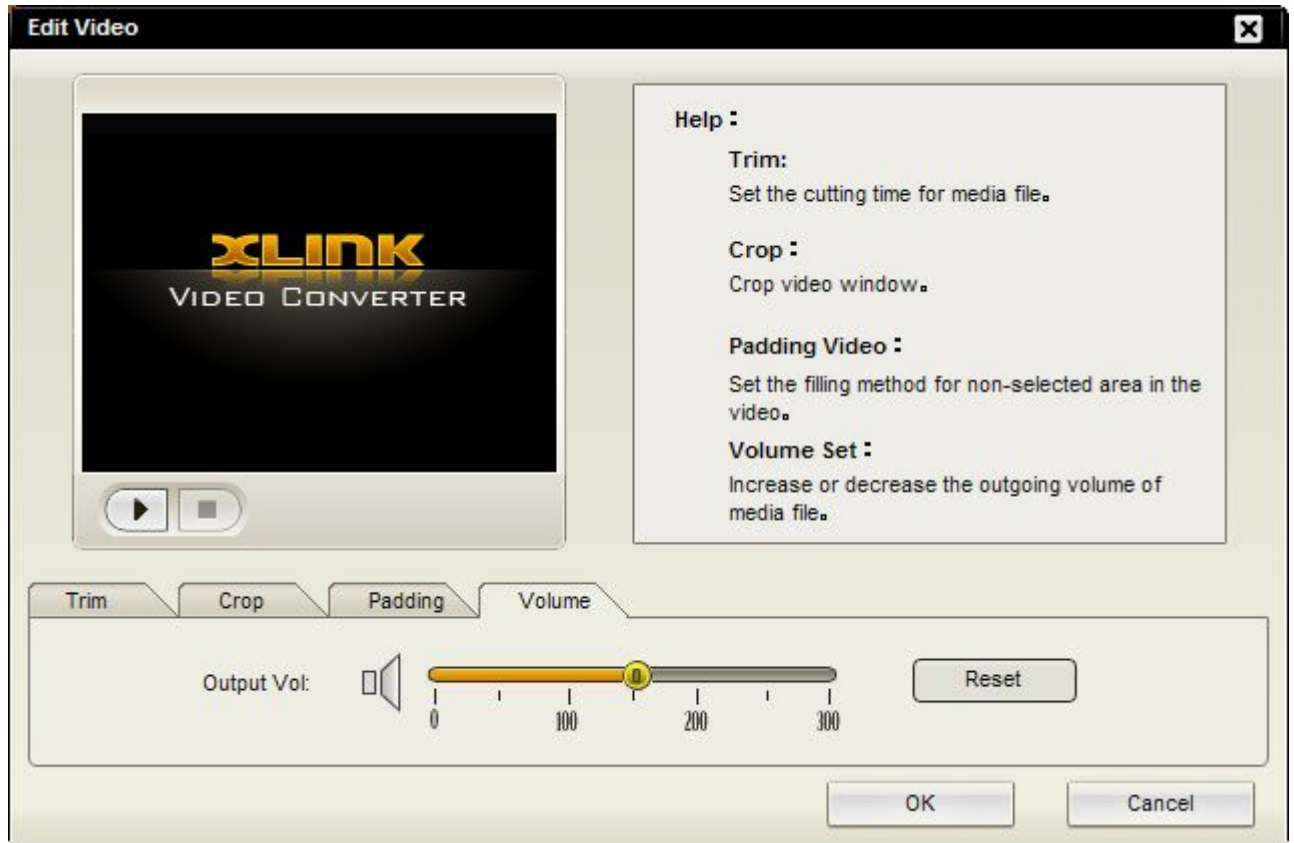 Edit Video
XLINK
VIDEO CONVERTER
Help：
Trim:
Set the cutting time for media file。
Crop：
Crop video window。
Padding Video：
Set the filling method for non-selected area in the
video。
Volume Set：
Increase or decrease the outgoing volume of
media file。
Trim Crop Padding Volume
Output Vol: Reset
0 100 200 300
OK Cancel